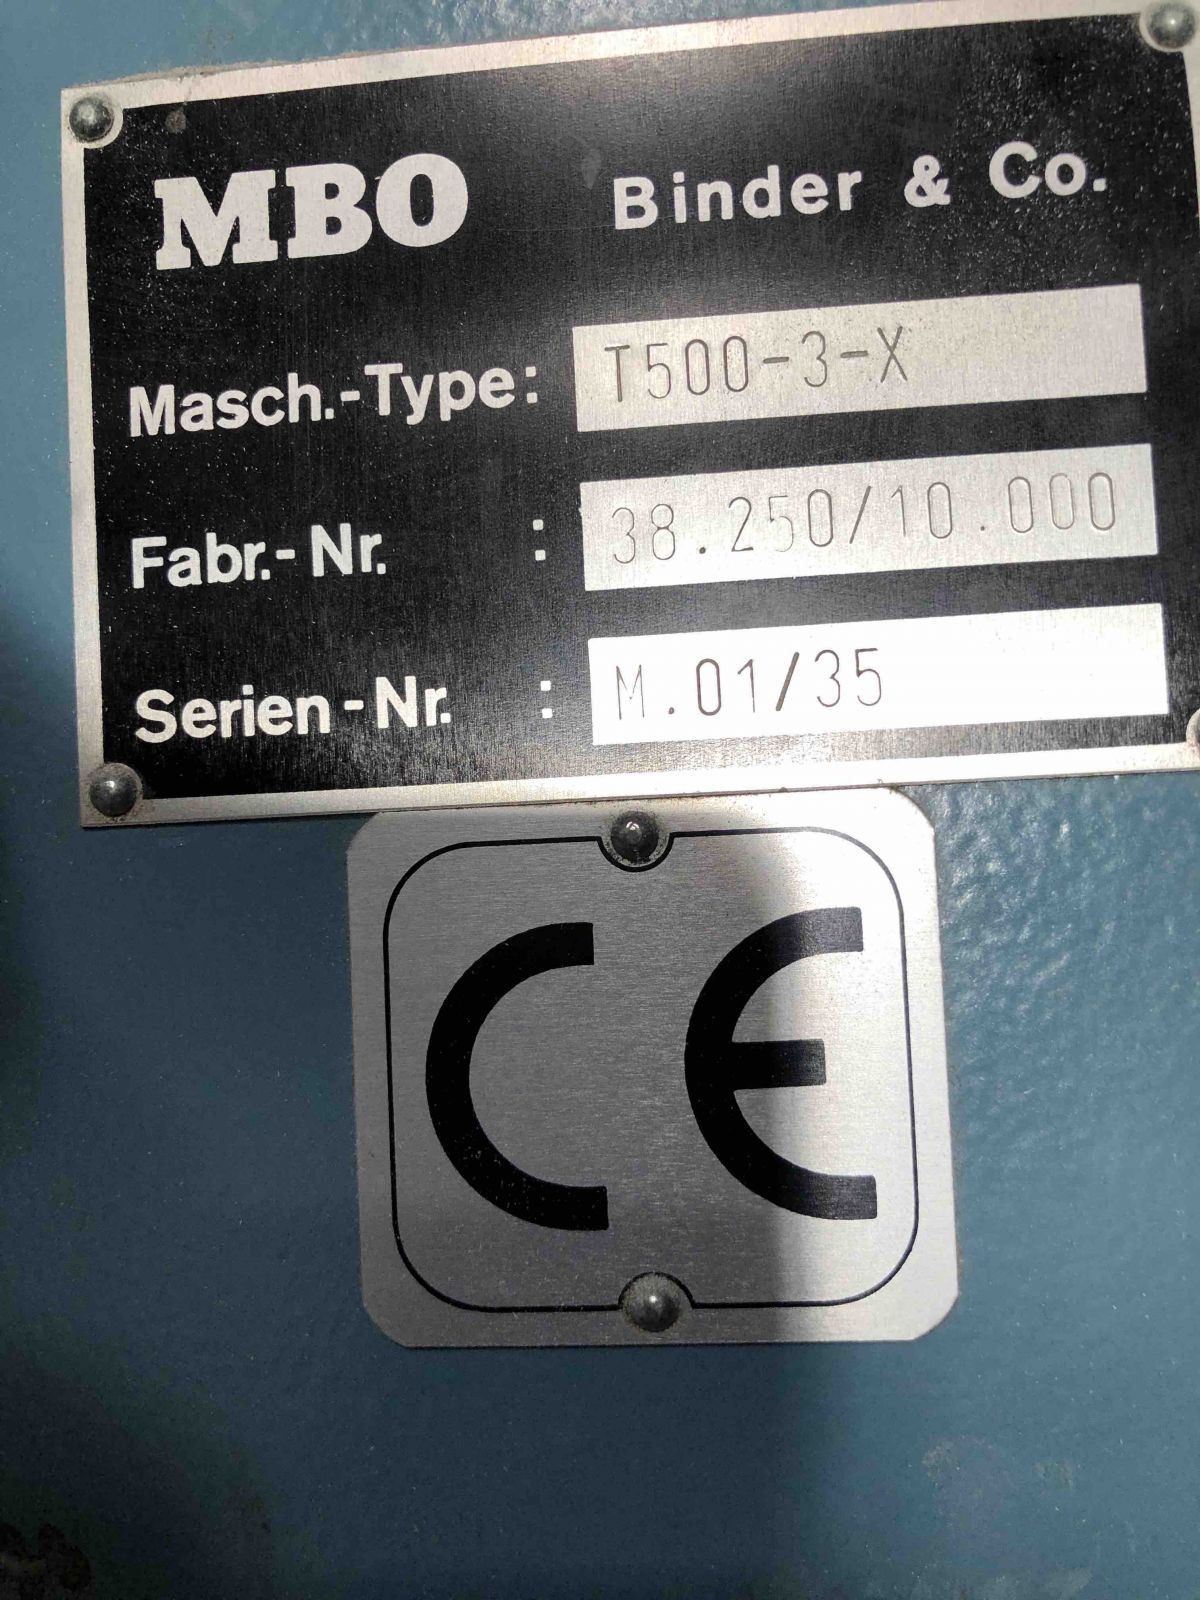 MBO Binder & Co.
Masch.-Type: T500-3-X
Fabr.-Nr. : 38.250/10.000
Serien-Nr. : M.01/35
CE